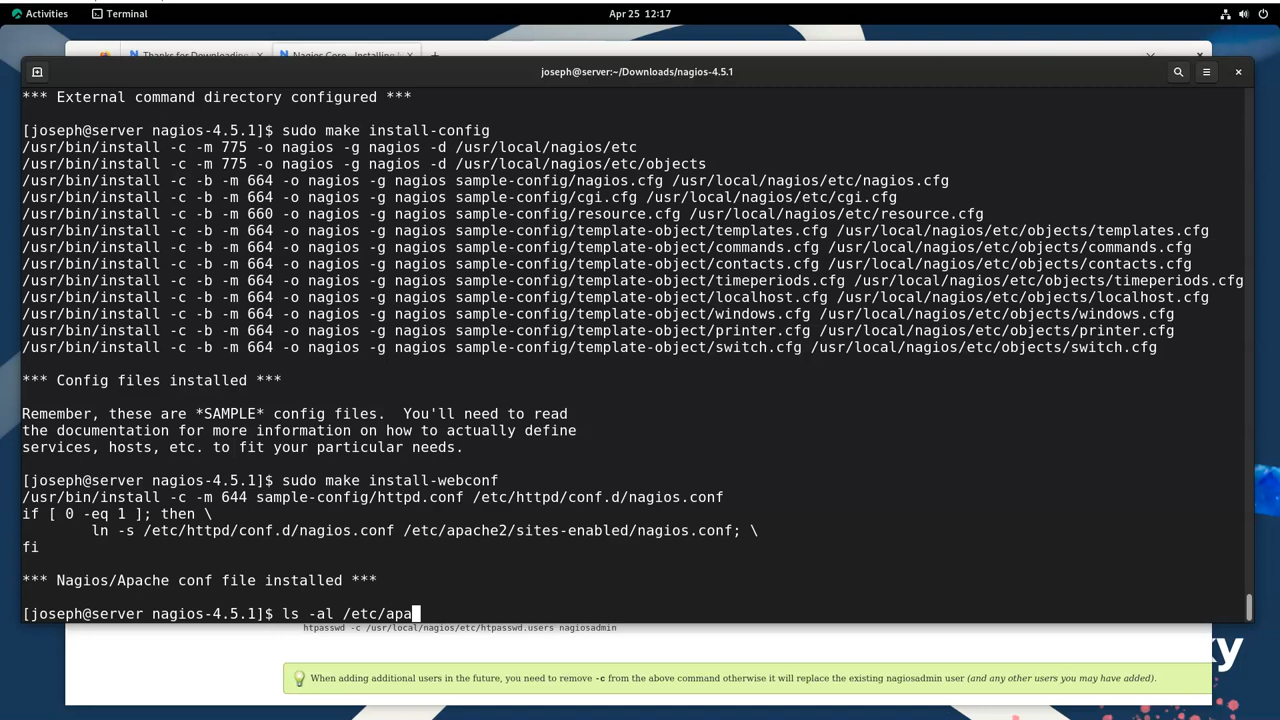 Activities
Terminal
Apr 25 12:17
Thanks for Downloading
Nagios Core - Installing
joseph@server:~/Downloads/nagios-4.5.1
*** External command directory configured ***
[joseph@server nagios-4.5.1]$ sudo make install-config
/usr/bin/install -c -m 775 -o nagios -g nagios -d /usr/local/nagios/etc
/usr/bin/install -c -m 775 -o nagios -g nagios -d /usr/local/nagios/etc/objects
/usr/bin/install -c -b -m 664 -o nagios -g nagios sample-config/nagios.cfg /usr/local/nagios/etc/nagios.cfg
/usr/bin/install -c -b -m 664 -o nagios -g nagios sample-config/cgi.cfg /usr/local/nagios/etc/cgi.cfg
/usr/bin/install -c -b -m 660 -o nagios -g nagios sample-config/resource.cfg /usr/local/nagios/etc/resource.cfg
/usr/bin/install -c -b -m 664 -o nagios -g nagios sample-config/template-object/templates.cfg /usr/local/nagios/etc/objects/templates.cfg
/usr/bin/install -c -b -m 664 -o nagios -g nagios sample-config/template-object/commands.cfg /usr/local/nagios/etc/objects/commands.cfg
/usr/bin/install -c -b -m 664 -o nagios -g nagios sample-config/template-object/contacts.cfg /usr/local/nagios/etc/objects/contacts.cfg
/usr/bin/install -c -b -m 664 -o nagios -g nagios sample-config/template-object/timeperiods.cfg /usr/local/nagios/etc/objects/timeperiods.cfg
/usr/bin/install -c -b -m 664 -o nagios -g nagios sample-config/template-object/localhost.cfg /usr/local/nagios/etc/objects/localhost.cfg
/usr/bin/install -c -b -m 664 -o nagios -g nagios sample-config/template-object/windows.cfg /usr/local/nagios/etc/objects/windows.cfg
/usr/bin/install -c -b -m 664 -o nagios -g nagios sample-config/template-object/printer.cfg /usr/local/nagios/etc/objects/printer.cfg
/usr/bin/install -c -b -m 664 -o nagios -g nagios sample-config/template-object/switch.cfg /usr/local/nagios/etc/objects/switch.cfg
*** Config files installed ***
Remember, these are *SAMPLE* config files.  You'll need to read
the documentation for more information on how to actually define
services, hosts, etc. to fit your particular needs.
[joseph@server nagios-4.5.1]$ sudo make install-webconf
/usr/bin/install -c -m 644 sample-config/httpd.conf /etc/httpd/conf.d/nagios.conf
if [ 0 -eq 1 ]; then \
ln -s /etc/httpd/conf.d/nagios.conf /etc/apache2/sites-enabled/nagios.conf; \
fi
*** Nagios/Apache conf file installed ***
[joseph@server nagios-4.5.1]$ ls -al /etc/apa
htpasswd -c /usr/local/nagios/etc/htpasswd.users nagiosadmin
When adding additional users in the future, you need to remove -c from the above command otherwise it will replace the existing nagiosadmin user (and any other users you may have added).
ky